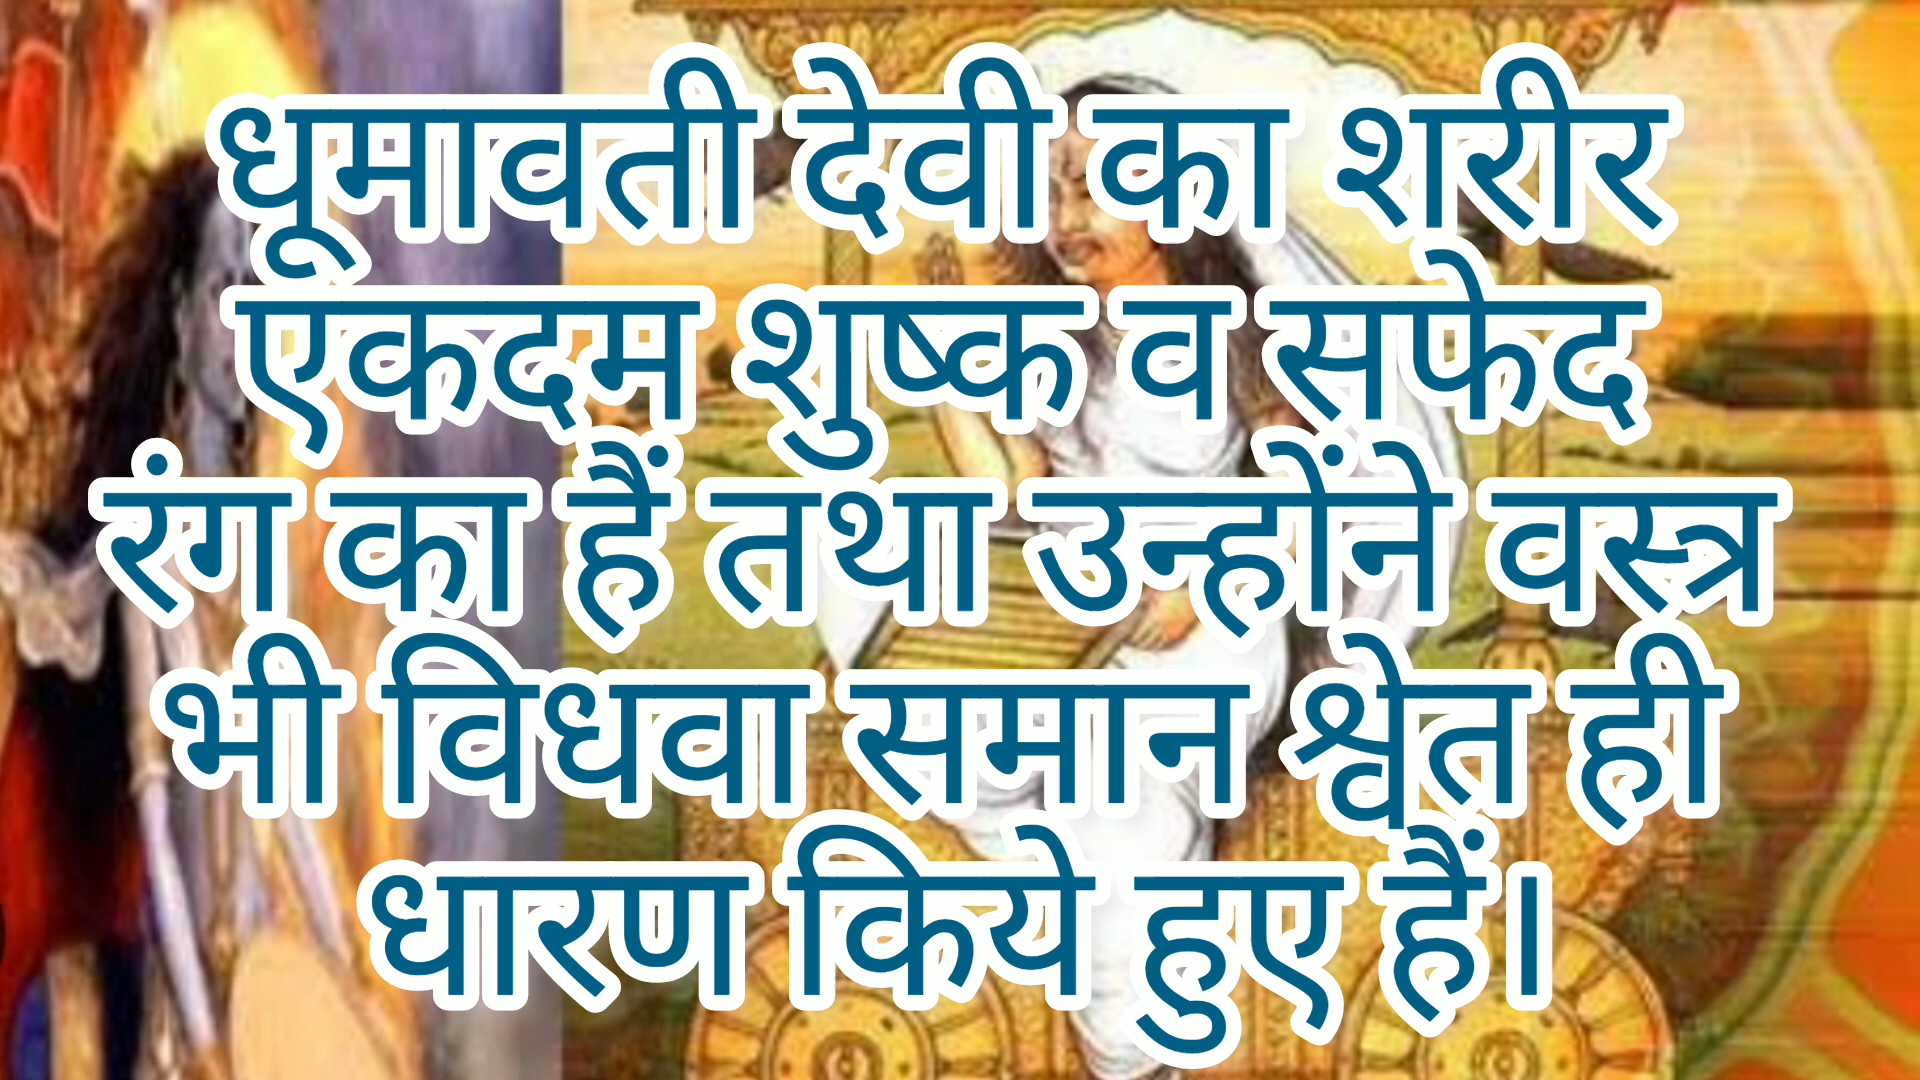 धूमावती देवी का शरीर
एकदम शुष्क व सफेद
रंग का हैं तथा उन्होंने वस्त्र
भी विधवा समान श्वेत ही
धारण किये हुए हैं।